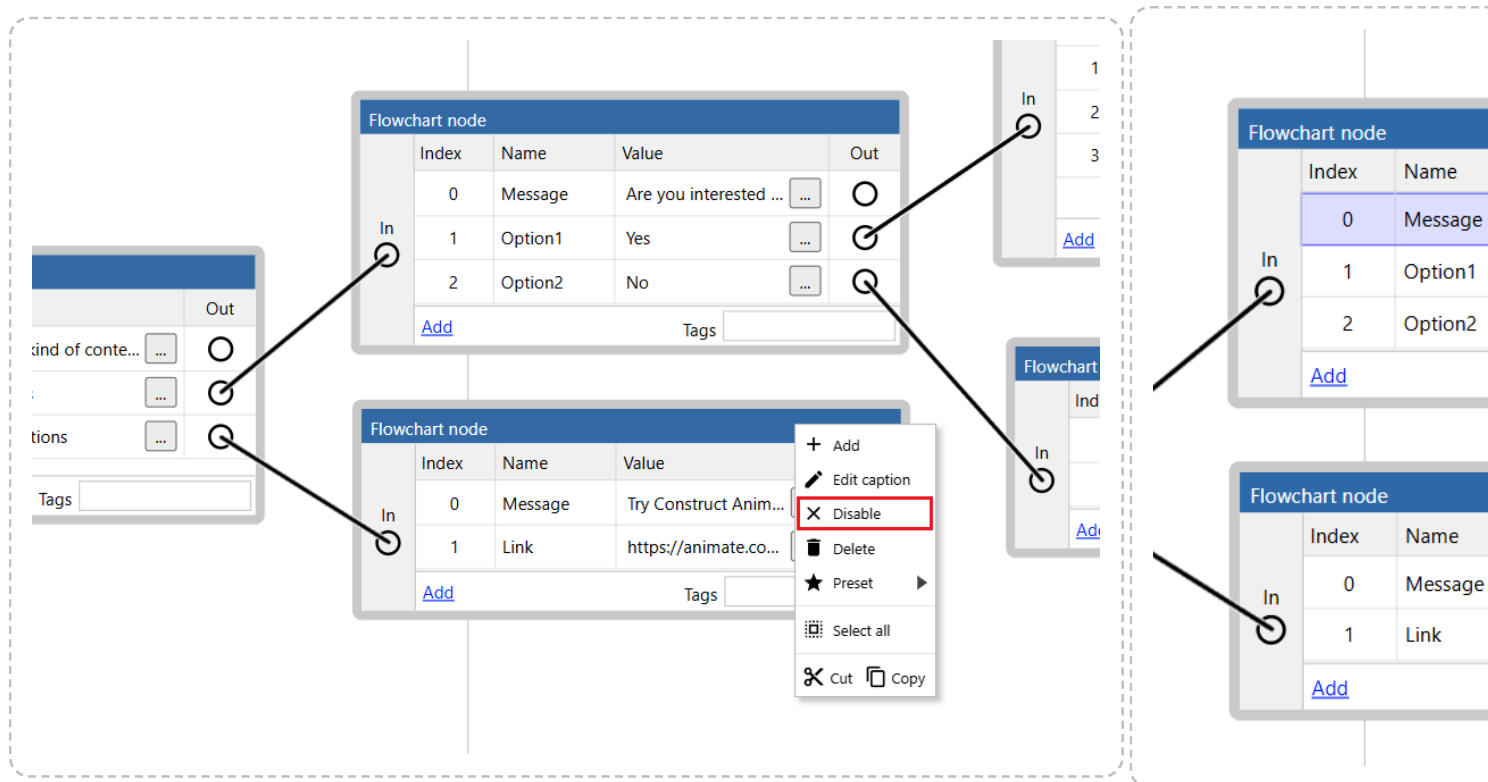 Out
kind of conte... ...
...
tions ...
Tags
Flowchart node
Index Name Value Out
In
0 Message Are you interested ... ...
1 Option1 Yes ...
2 Option2 No ...
Add Tags
Flowchart node
Index Name Value
In
0 Message Try Construct Anim...
1 Link https://animate.co...
Add Tags
+ Add
Edit caption
Disable
Delete
Preset
Select all
Cut Copy
In
1
2
3
Add
Flowchart
Ind
In
Add
Flowchart node
Index Name
In
0 Message
1 Option1
2 Option2
Add
Flowchart node
Index Name
In
0 Message
1 Link
Add